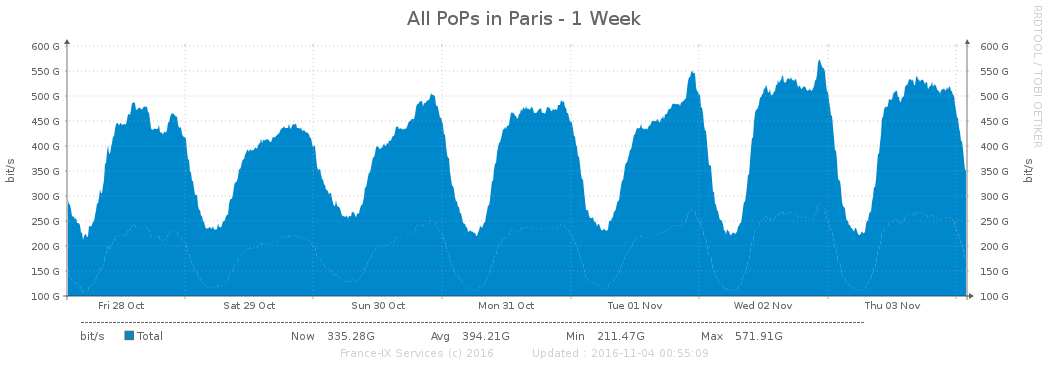 All PoPs in Paris - 1 Week
RRDTOOL / TOBI OETIKER
bit/s
600 G 600 G
550 G 550 G
500 G 500 G
450 G 450 G
400 G 400 G
350 G 350 G
300 G 300 G
250 G 250 G
200 G 200 G
150 G 150 G
100 G 100 G
bit/s
Fri 28 Oct Sat 29 Oct Sun 30 Oct Mon 31 Oct Tue 01 Nov Wed 02 Nov Thu 03 Nov
bit/s Total Now 335.28G Avg 394.21G Min 211.47G Max 571.91G
France-IX Services (c) 2016 Updated : 2016-11-04 00:55:09